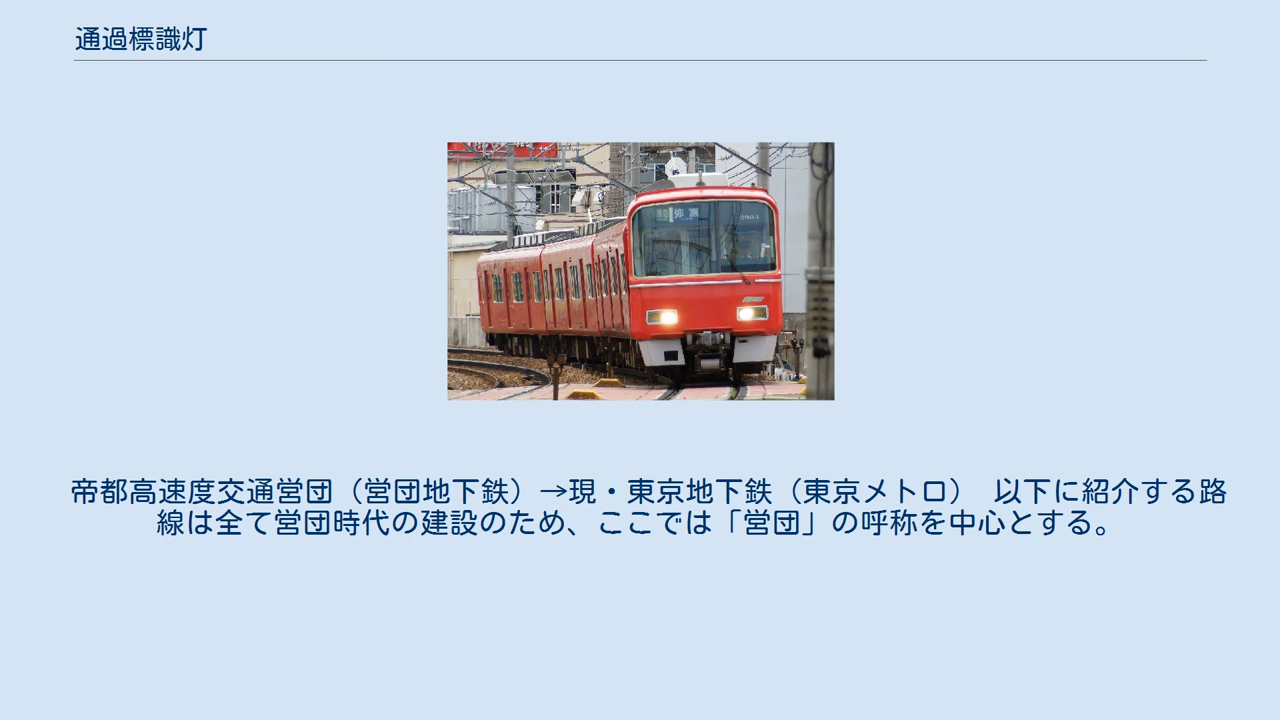 通過標識灯
弥富
帝都高速度交通営団（営団地下鉄）→現・東京地下鉄（東京メトロ）　以下に紹介する路
線は全て営団時代の建設のため、ここでは「営団」の呼称を中心とする。